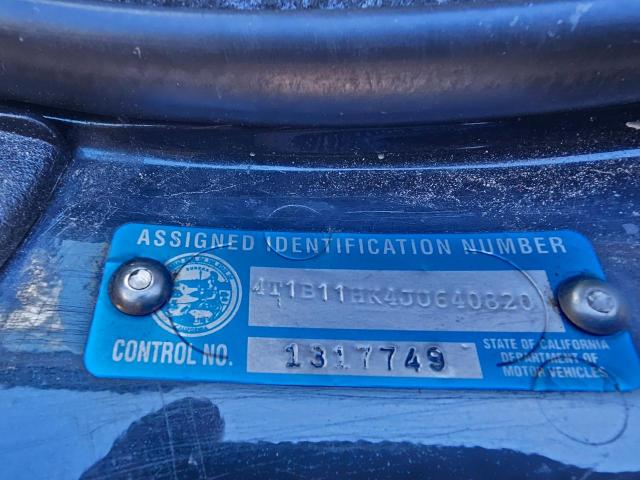 ASSIGNED IDENTIFICATION NUMBER
4T1B11HK4JU640820
CONTROL NO.
1317749
STATE OF CALIFORNIA
DEPARTMENT OF
MOTOR VEHICLES